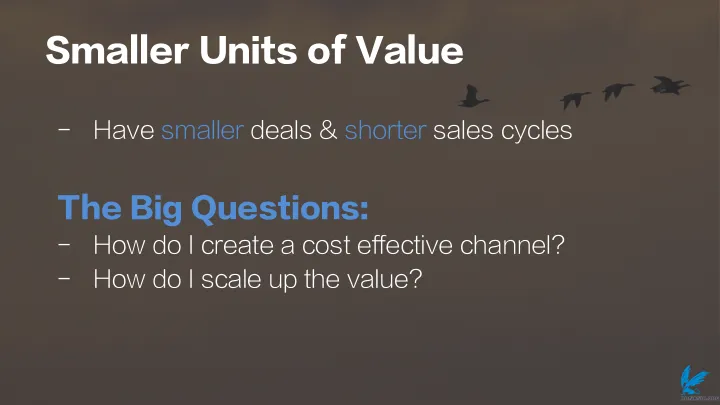 Smaller Units of Value
- Have smaller deals & shorter sales cycles
The Big Questions:
- How do I create a cost effective channel?
- How do I scale up the value?